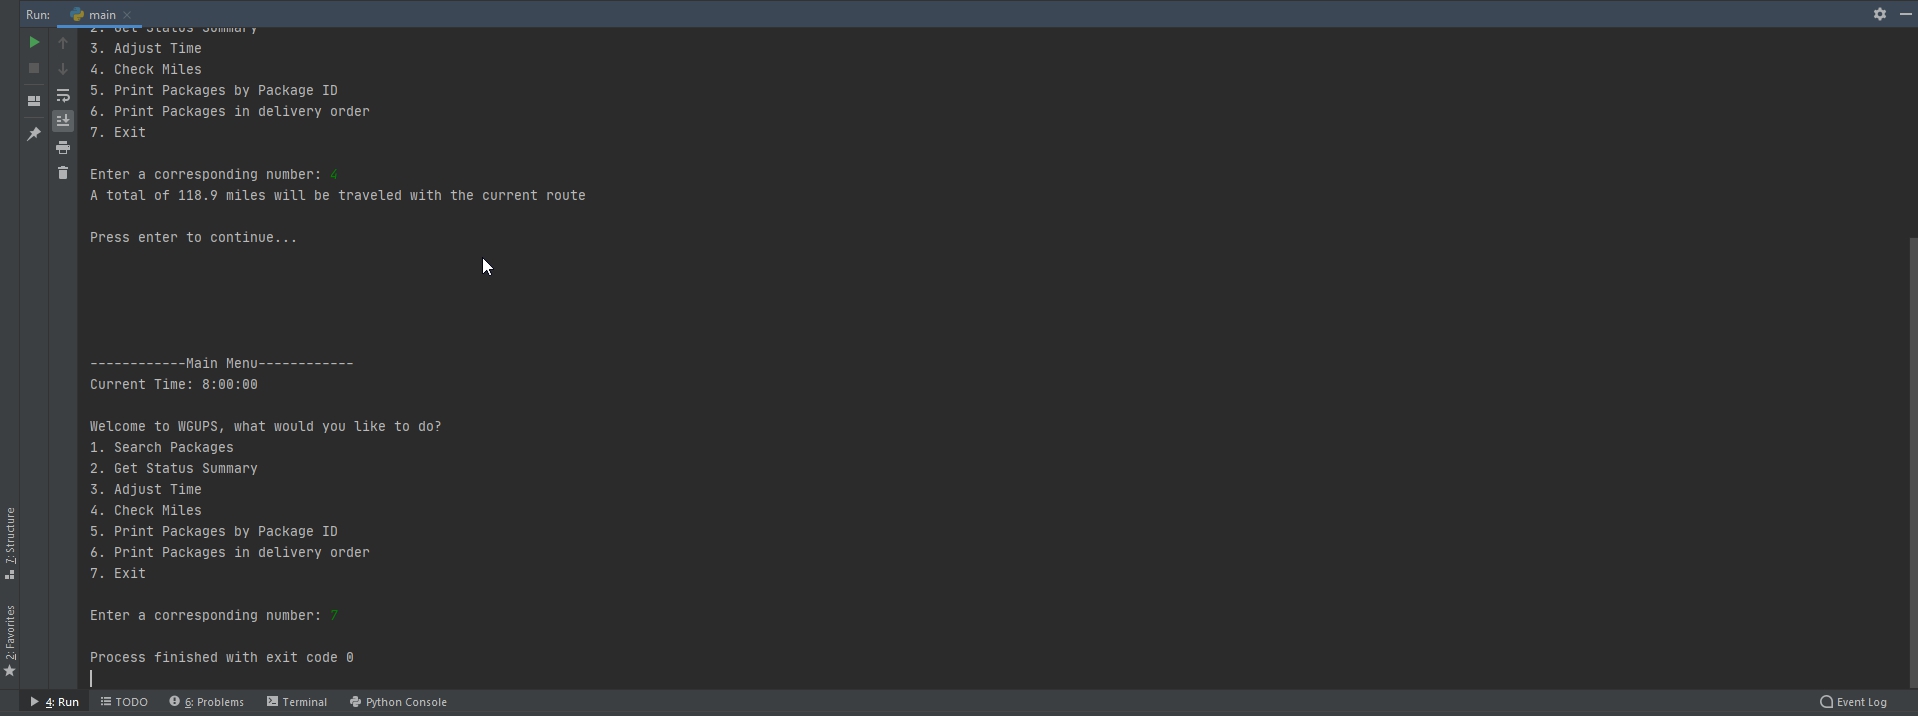 Run: main
2. Get Status Summary
3. Adjust Time
4. Check Miles
5. Print Packages by Package ID
6. Print Packages in delivery order
7. Exit
Enter a corresponding number: 4
A total of 118.9 miles will be traveled with the current route
Press enter to continue...
------------Main Menu------------
Current Time: 8:00:00
Welcome to WGUPS, what would you like to do?
1. Search Packages
2. Get Status Summary
3. Adjust Time
4. Check Miles
5. Print Packages by Package ID
6. Print Packages in delivery order
7. Exit
Enter a corresponding number: 7
Process finished with exit code 0
7: Structure
2: Favorites
4: Run TODO 6: Problems Terminal Python Console Event Log